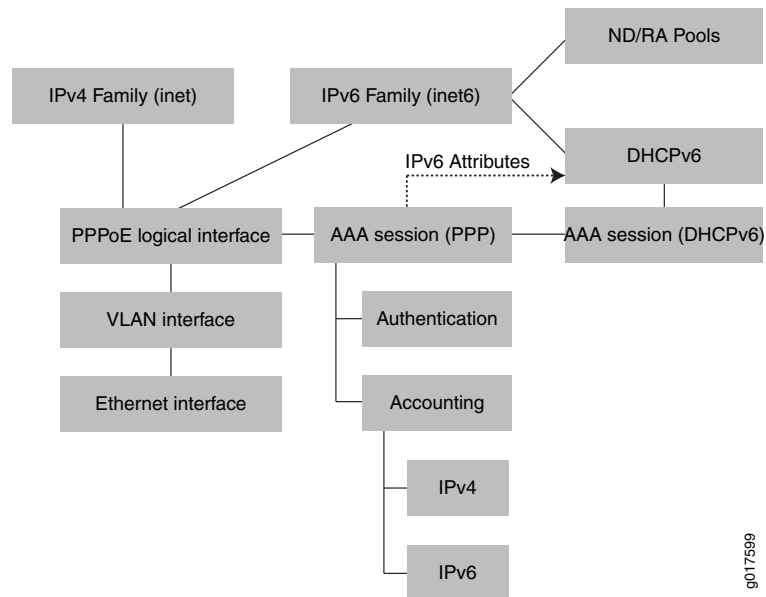 ND/RA Pools
IPv4 Family (inet)
IPv6 Family (inet6)
IPv6 Attributes
DHCPv6
PPPoE logical interface
AAA session (PPP)
AAA session (DHCPv6)
VLAN interface
Authentication
Ethernet interface
Accounting
IPv4
IPv6
g017599